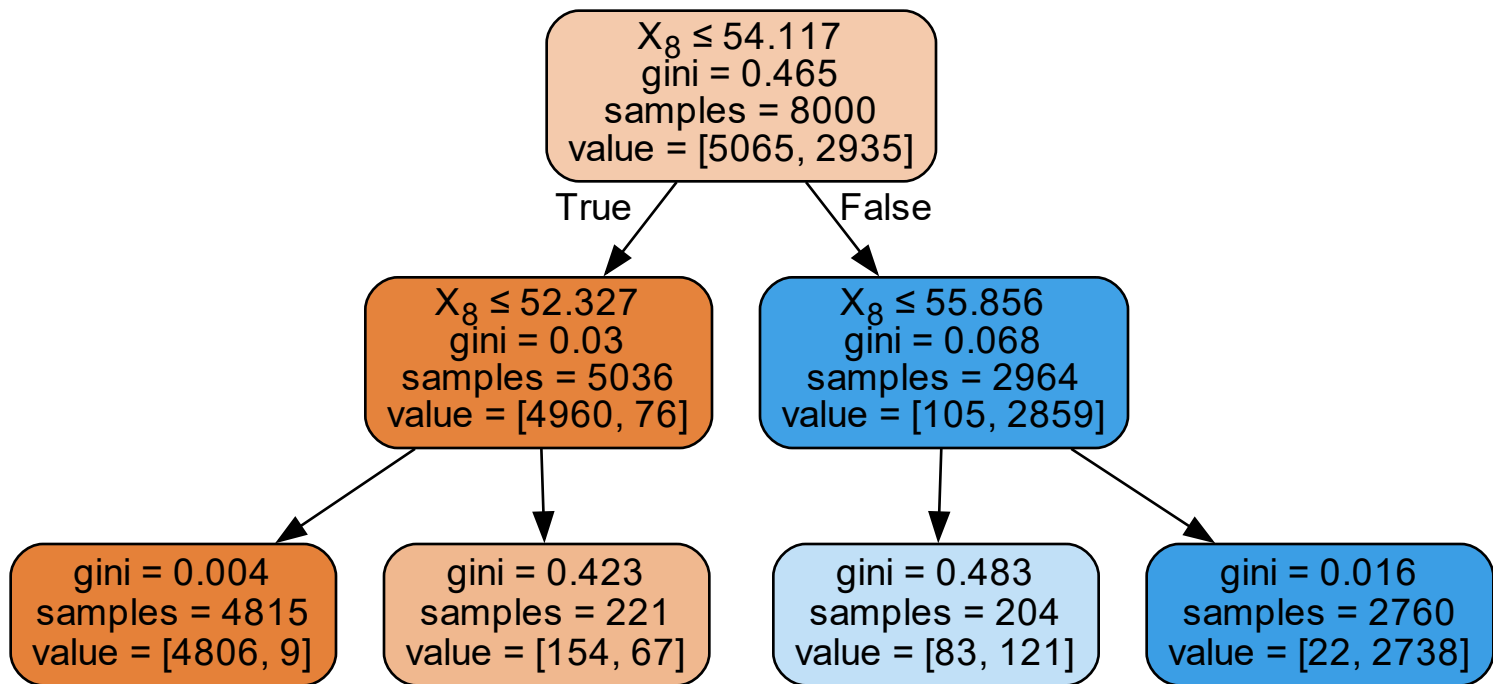 X₈ ≤ 54.117
gini = 0.465
samples = 8000
value = [5065, 2935]
True
False
X₈ ≤ 52.327
gini = 0.03
samples = 5036
value = [4960, 76]
X₈ ≤ 55.856
gini = 0.068
samples = 2964
value = [105, 2859]
gini = 0.004
samples = 4815
value = [4806, 9]
gini = 0.423
samples = 221
value = [154, 67]
gini = 0.483
samples = 204
value = [83, 121]
gini = 0.016
samples = 2760
value = [22, 2738]